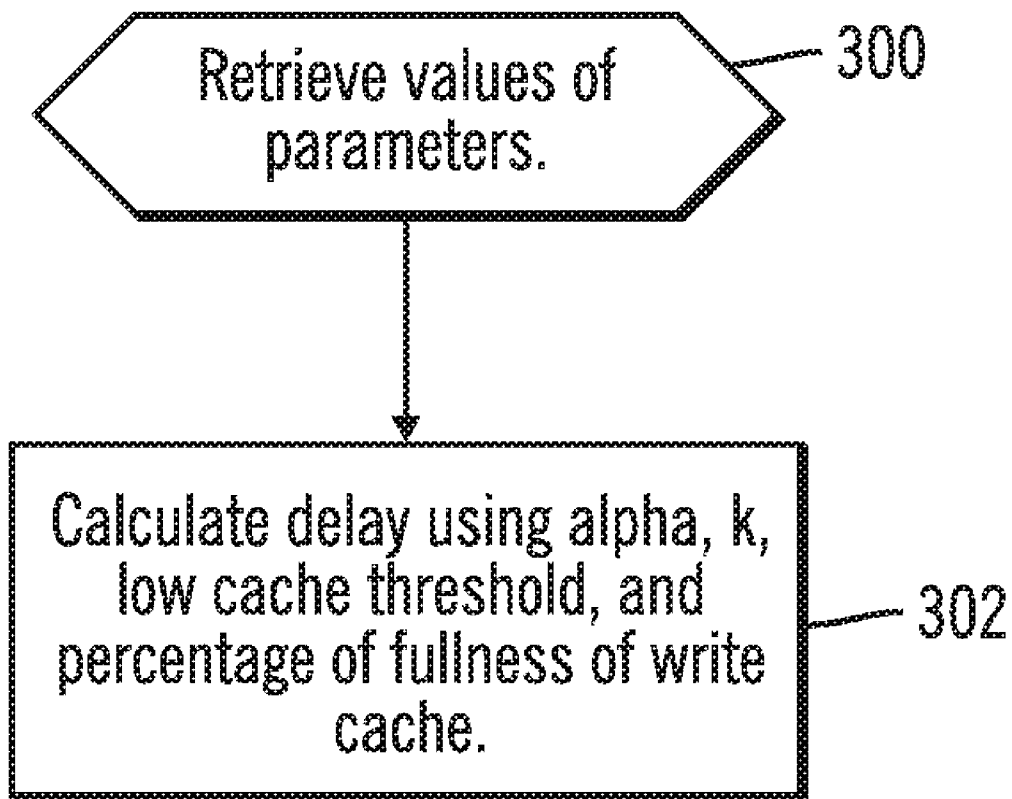 Retrieve values of
300
parameters.
Calculate delay using alpha, k,
low cache threshold, and
302
percentage of fullness of write
cache.